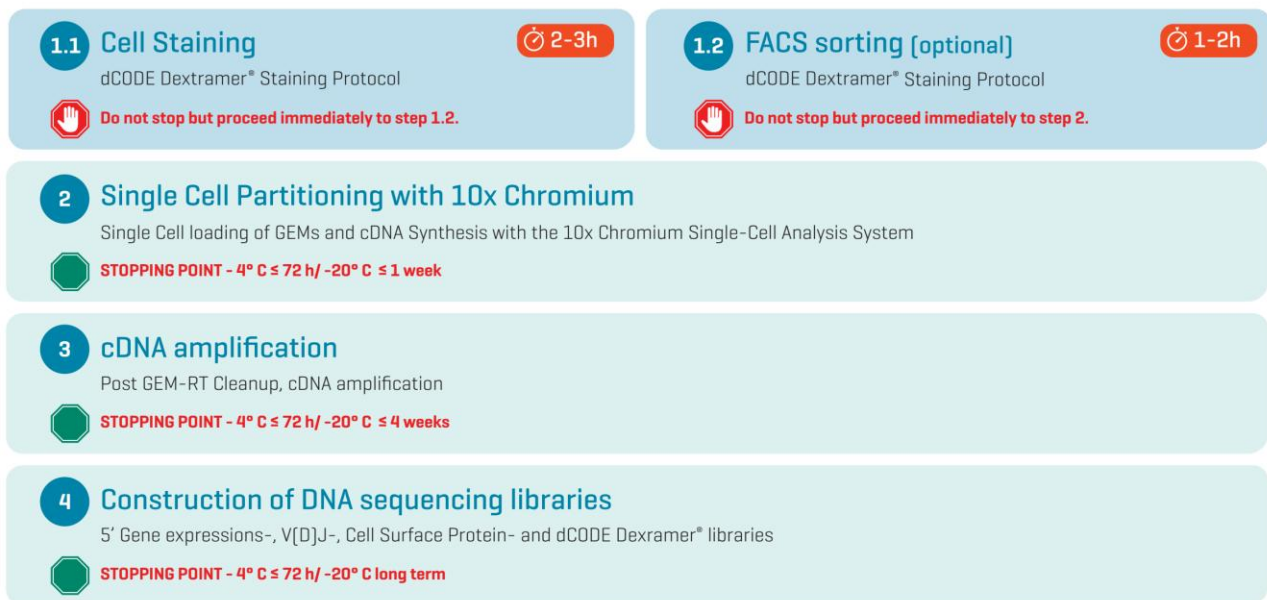 1.1 Cell Staining
2-3h
dCODE Dextramer® Staining Protocol
Do not stop but proceed immediately to step 1.2.
1.2 FACS sorting (optional)
1-2h
dCODE Dextramer® Staining Protocol
Do not stop but proceed immediately to step 2.
2 Single Cell Partitioning with 10x Chromium
Single Cell loading of GEMs and cDNA Synthesis with the 10x Chromium Single-Cell Analysis System
STOPPING POINT - 4° C ≤ 72 h/ -20° C ≤ 1 week
3 cDNA amplification
Post GEM-RT Cleanup, cDNA amplification
STOPPING POINT - 4° C ≤ 72 h/ -20° C ≤ 4 weeks
4 Construction of DNA sequencing libraries
5' Gene expressions-, V(D)J-, Cell Surface Protein- and dCODE Dexramer® libraries
STOPPING POINT - 4° C ≤ 72 h/ -20° C long term